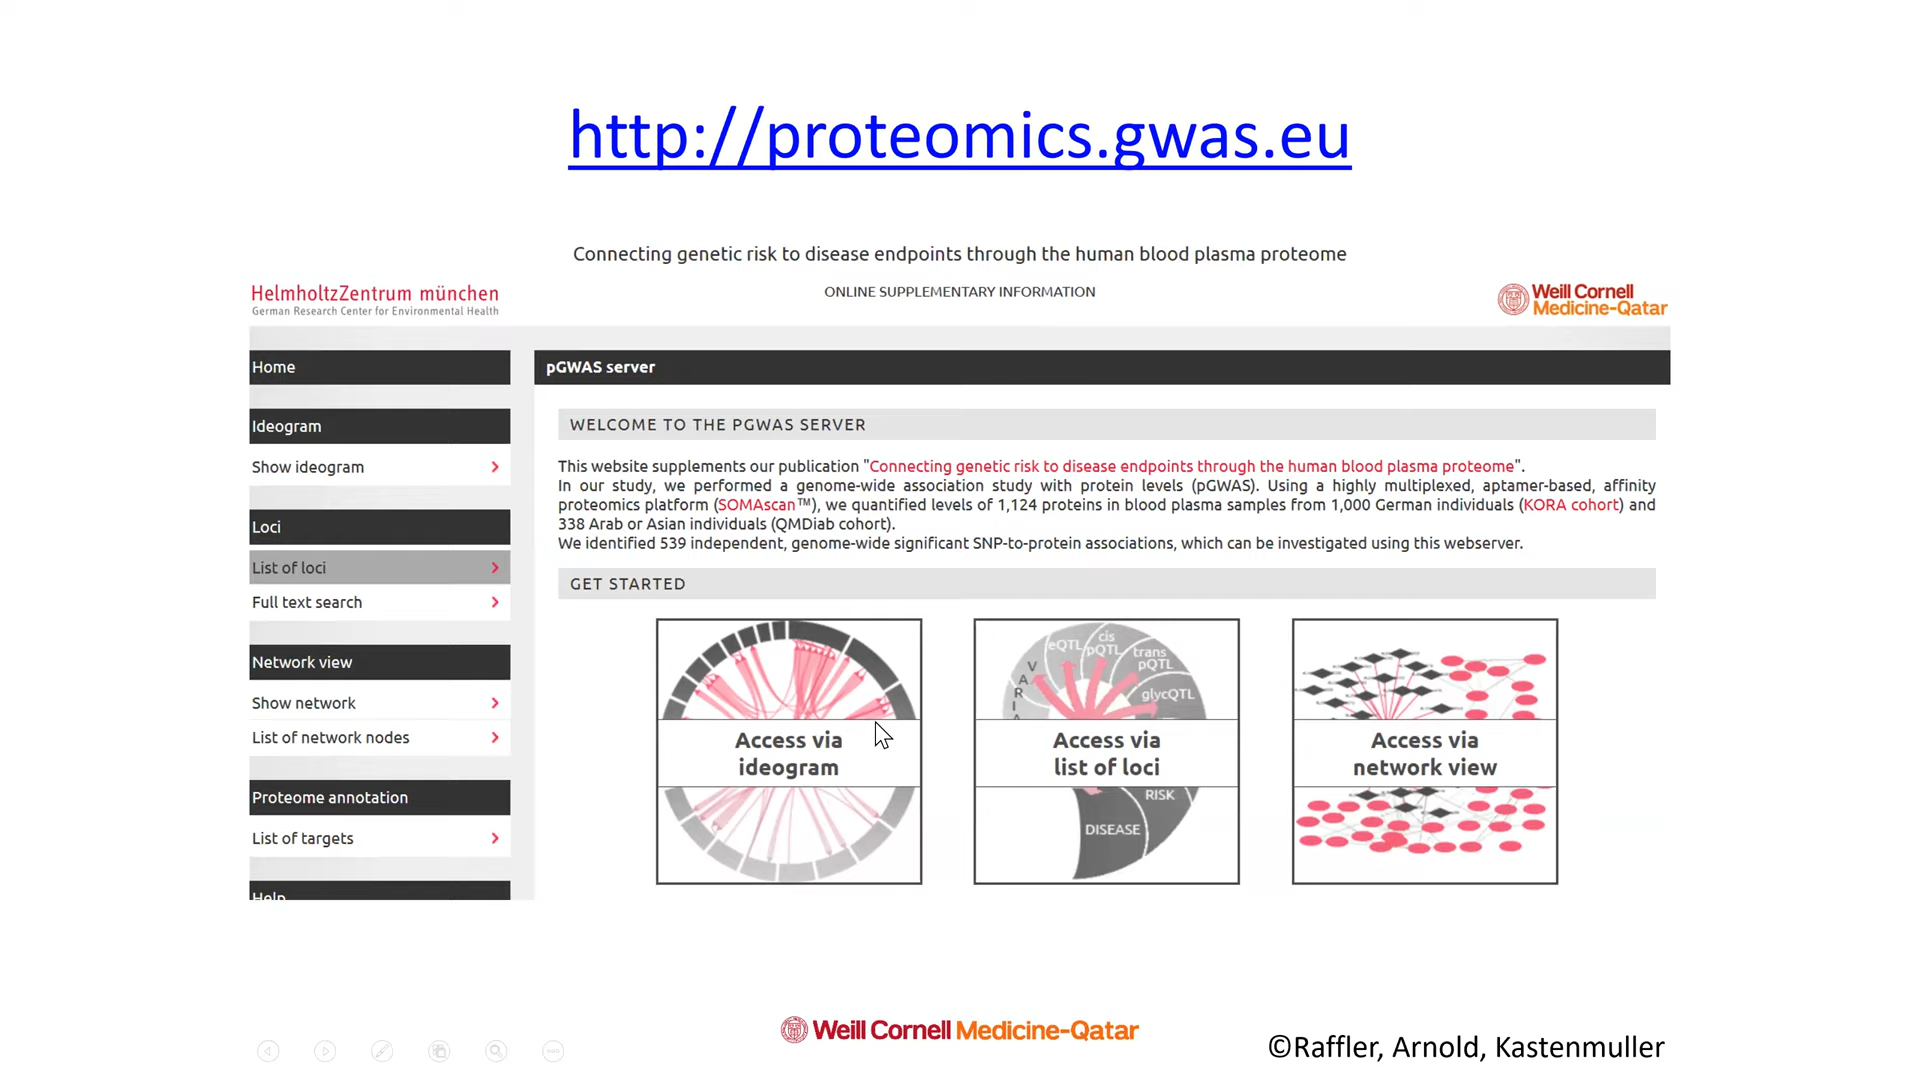 http://proteomics.gwas.eu
Connecting genetic risk to disease endpoints through the human blood plasma proteome
HelmholtzZentrum münchen
German Research Center for Environmental Health
ONLINE SUPPLEMENTARY INFORMATION
Weill Cornell
Medicine-Qatar
Home
Ideogram
Show ideogram
Loci
List of loci
Full text search
Network view
Show network
List of network nodes
Proteome annotation
List of targets
Help
pGWAS server
WELCOME TO THE PGWAS SERVER
This website supplements our publication "Connecting genetic risk to disease endpoints through the human blood plasma proteome".
In our study, we performed a genome-wide association study with protein levels (pGWAS). Using a highly multiplexed, aptamer-based, affinity
proteomics platform (SOMAscan™), we quantified levels of 1,124 proteins in blood plasma samples from 1,000 German individuals (KORA cohort) and
338 Arab or Asian individuals (QMDiab cohort).
We identified 539 independent, genome-wide significant SNP-to-protein associations, which can be investigated using this webserver.
GET STARTED
Access via
ideogram
eQTL
cis
pQTL
trans
pQTL
glycQTL
Access via
list of loci
RISK
DISEASE
Access via
network view
Weill Cornell Medicine-Qatar
©Raffler, Arnold, Kastenmuller